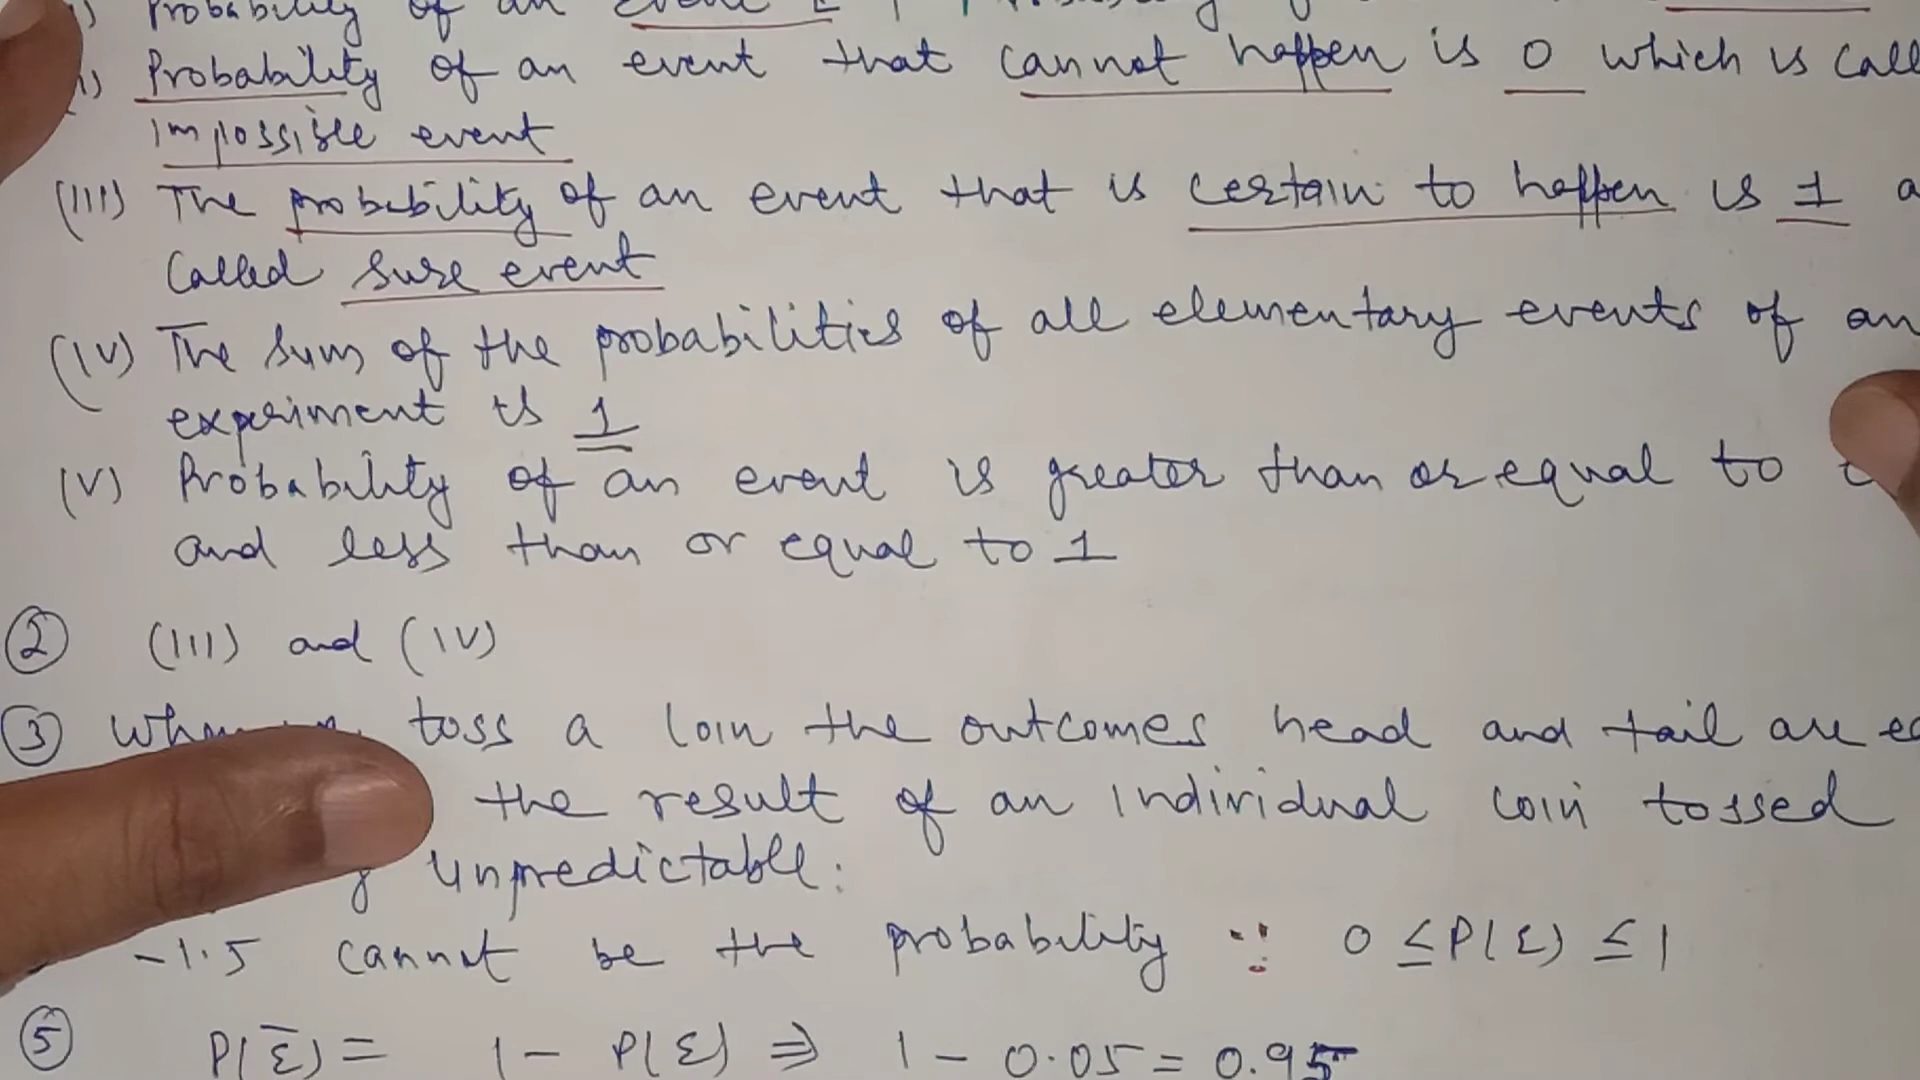 Probability of an event E
(i) Probability of an event that cannot happen is 0 which is call
impossible event
(III) The probability of an event that is certain to happen is 1 a
called sure event
(IV) The sum of the probabilities of all elementary events of an
experiment is 1
(V) Probability of an event is greater than or equal to
and less than or equal to 1
② (III) and (IV)
③ toss a coin the outcomes head and tail are eq
the result of an individual coin tossed
unpredictable.
-1.5 cannot be the probability ∵ 0 ≤ P(E) ≤ 1
⑤ P(E̅) = 1 - P(E) ⇒ 1 - 0.05 = 0.95